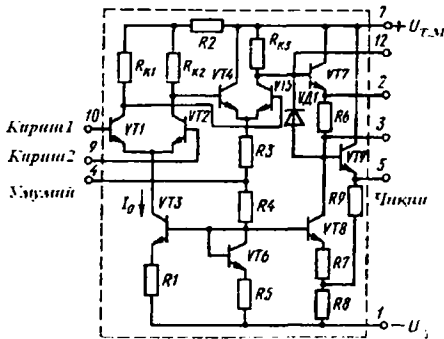 7
+ U т.м
R2
12
Rк1
Rк2
VT4
Rк3
VT5
VT7
VД1
2
10
Кириш1
VT1
VT2
R6
3
Кириш2
9
R3
VT9
4
Умумий
5
I0
VT3
R4
R9
Чиқиш
VT6
VT8
R1
R5
R7
R8
1
− U